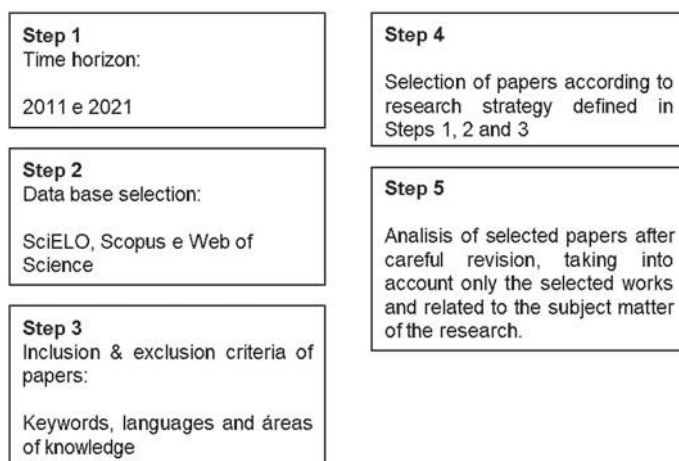 Step 1
Time horizon:
2011 e 2021
Step 2
Data base selection:
SciELO, Scopus e Web of
Science
Step 3
Inclusion & exclusion criteria of
papers:
Keywords, languages and áreas
of knowledge
Step 4
Selection of papers according to
research strategy defined in
Steps 1, 2 and 3
Step 5
Analisis of selected papers after
careful revision, taking into
account only the selected works
and related to the subject matter
of the research.